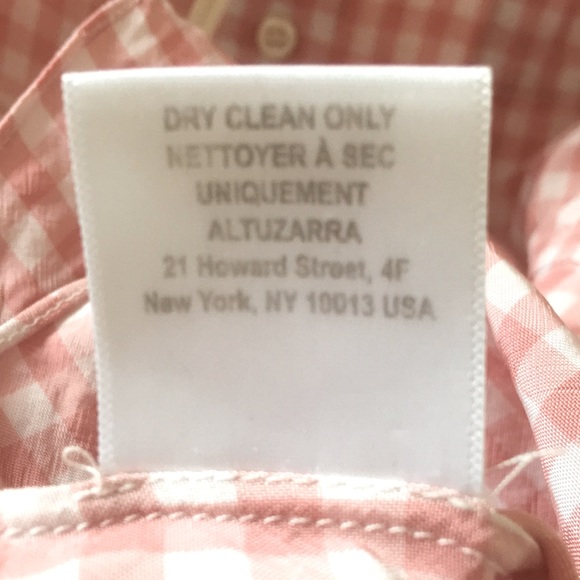 DRY CLEAN ONLY
NETTOYER À SEC
UNIQUEMENT
ALTUZARRA
21 Howard Street, 4F
New York, NY 10013 USA